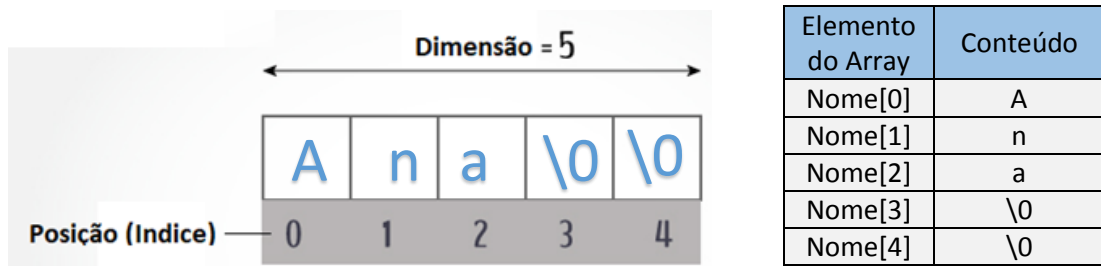 Dimensão = 5
A n a \0 \0
Posição (Indice) 0 1 2 3 4
Elemento do Array Conteúdo
Nome[0] A
Nome[1] n
Nome[2] a
Nome[3] \0
Nome[4] \0